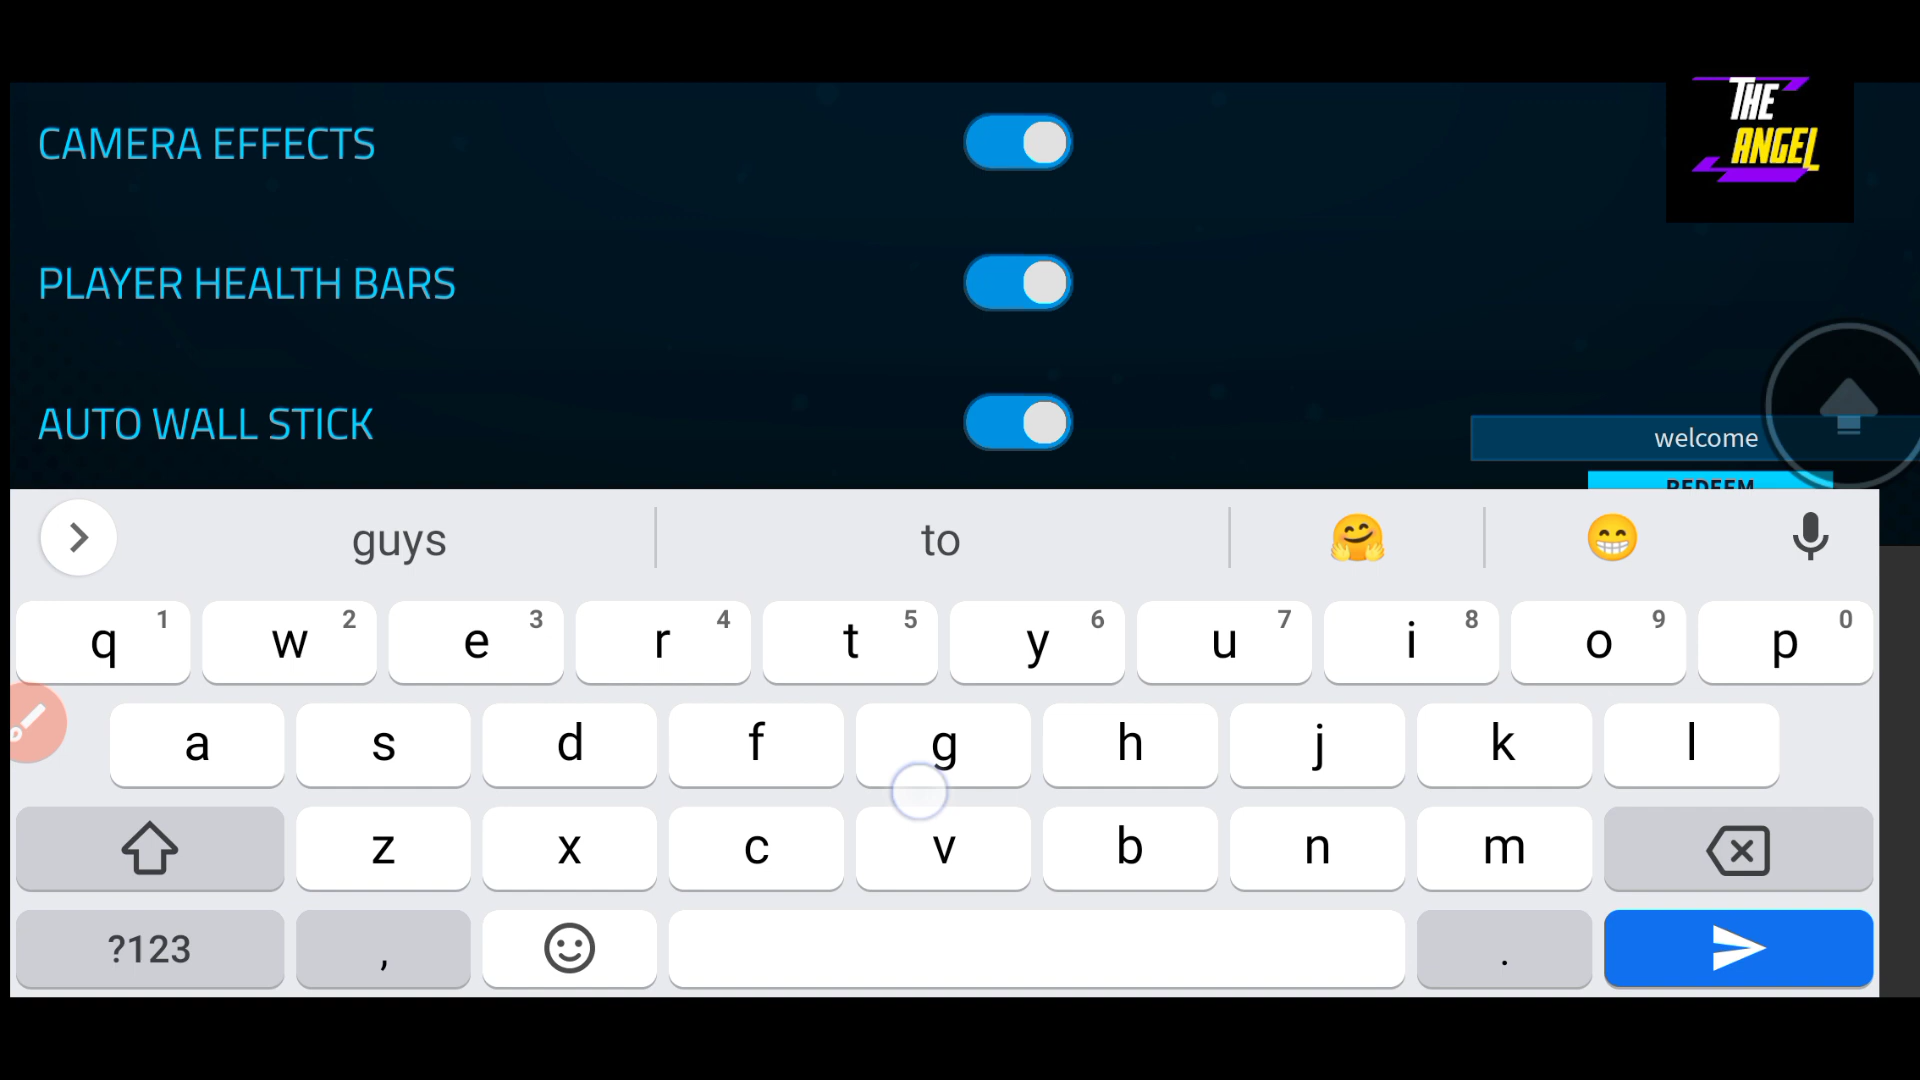 THE
ANGEL
CAMERA EFFECTS
PLAYER HEALTH BARS
AUTO WALL STICK
welcome
REDEEM
guys to
q 1 w 2 e 3 r 4 t 5 y 6 u 7 i 8 o 9 p 0
a s d f g h j k l
z x c v b n m
?123 , .